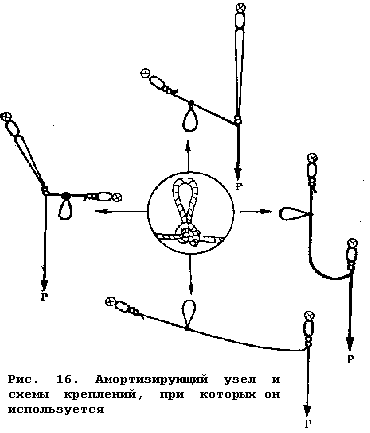 P
P
P
P
Рис. 16. Амортизирующий узел и
схемы креплений, при которых он
используется